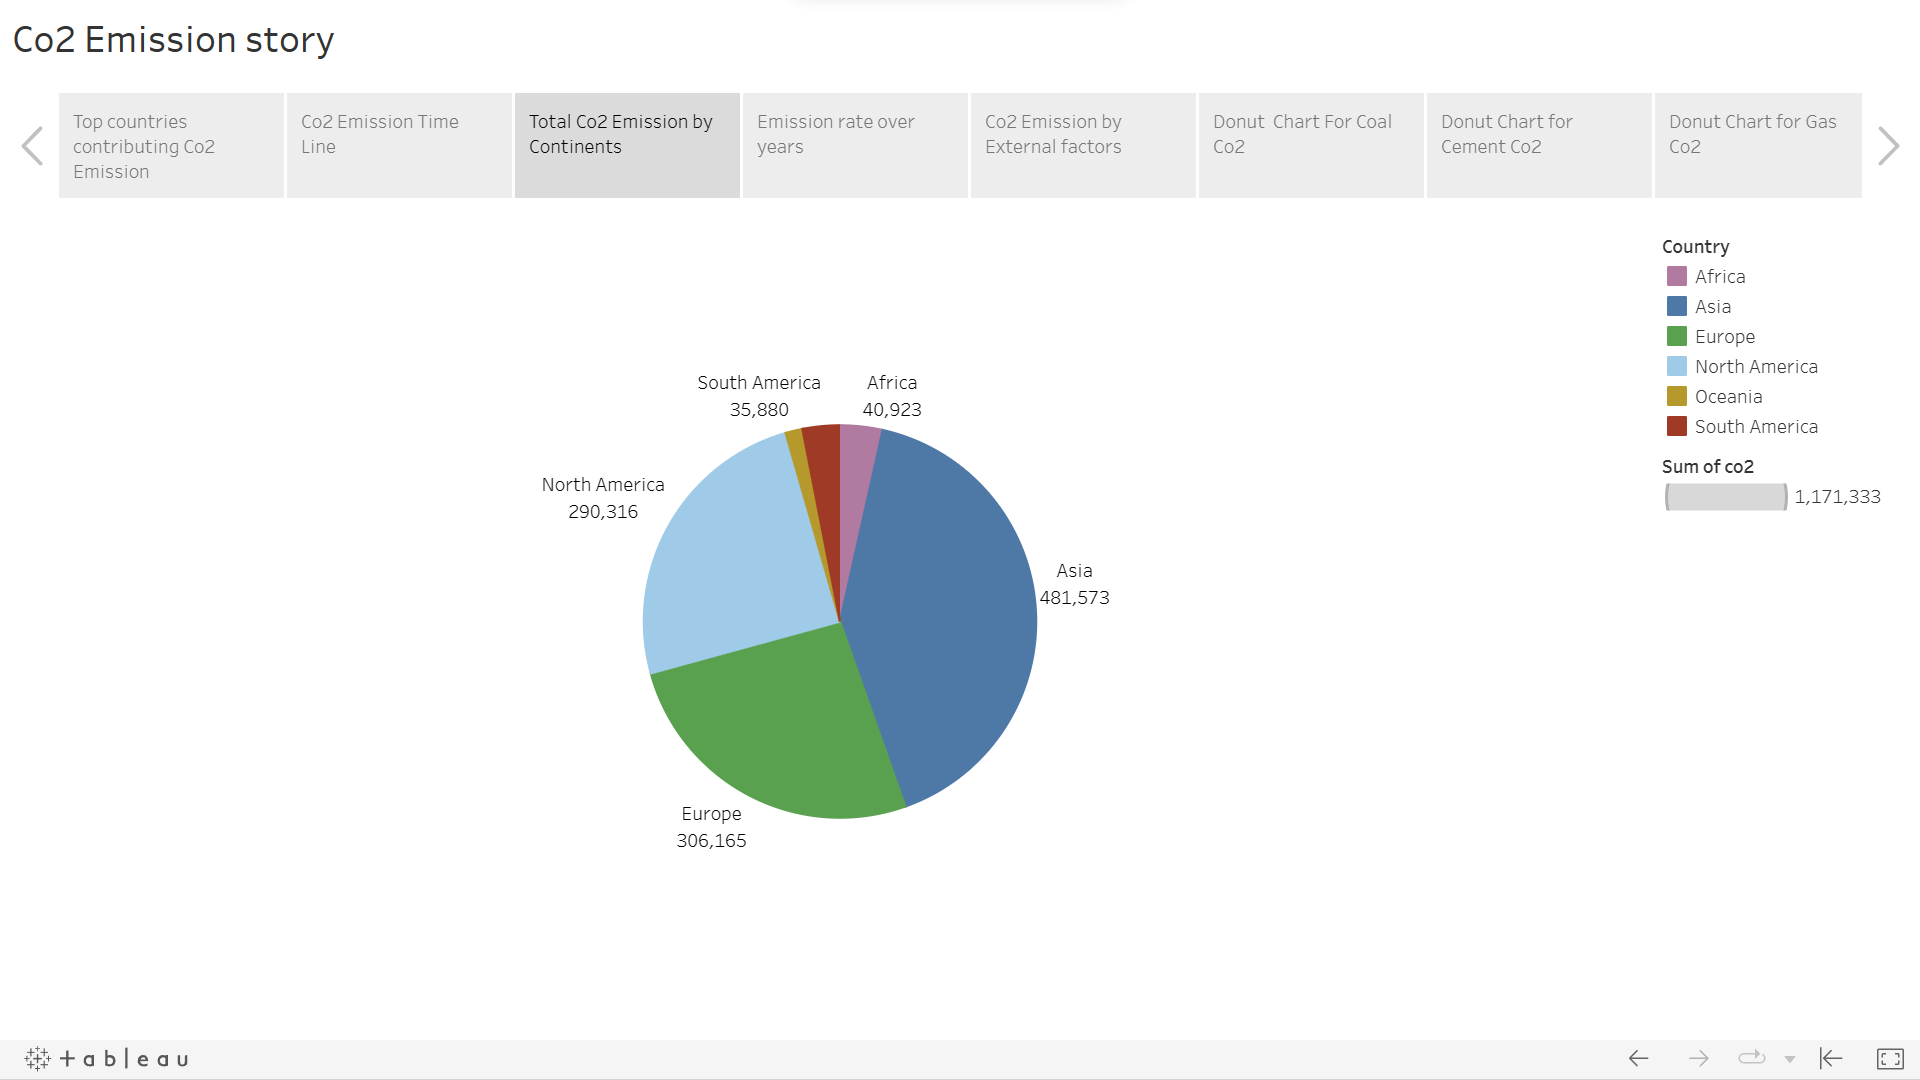 Co2 Emission story
Top countries
contributing Co2
Emission
Co2 Emission Time
Line
Total Co2 Emission by
Continents
Emission rate over
years
Co2 Emission by
External factors
Donut  Chart For Coal
Co2
Donut Chart for
Cement Co2
Donut Chart for Gas
Co2
Country
Africa
Asia
Europe
North America
Oceania
South America
Sum of co2
1,171,333
South America
35,880
Africa
40,923
North America
290,316
Asia
481,573
Europe
306,165
+ a b l e a u